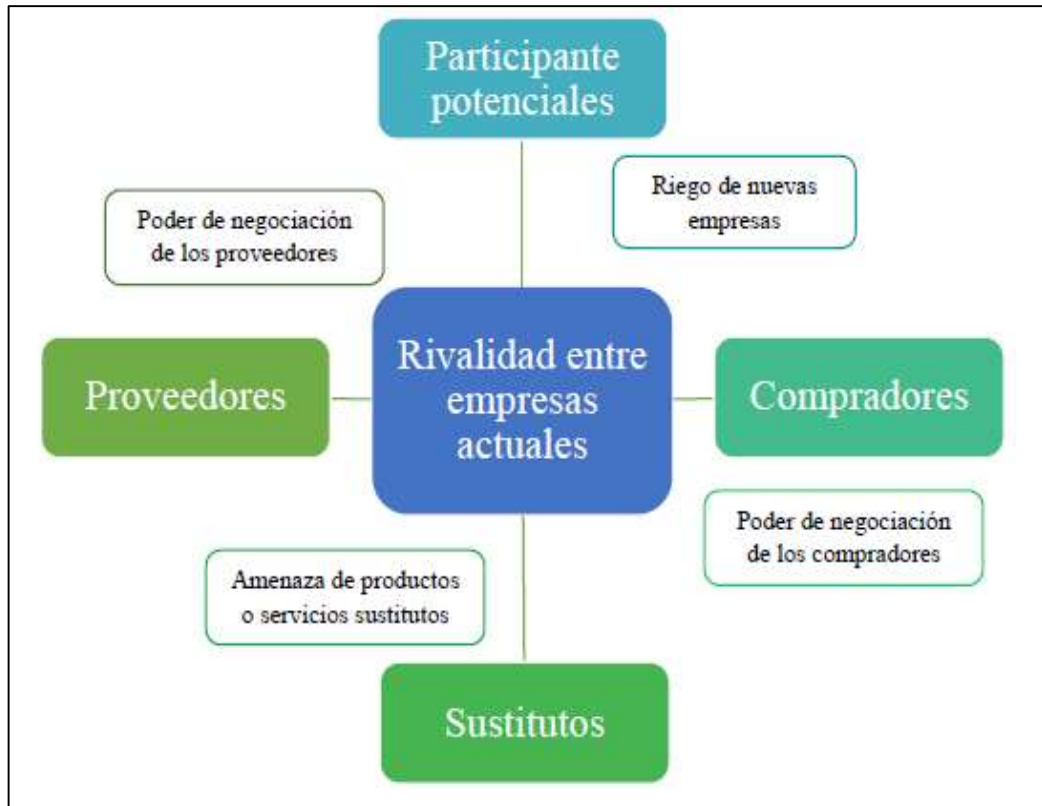 Participante
potenciales
Riego de nuevas
empresas
Poder de negociación
de los proveedores
Proveedores
Rivalidad entre
empresas
actuales
Compradores
Poder de negociación
de los compradores
Amenaza de productos
o servicios sustitutos
Sustitutos